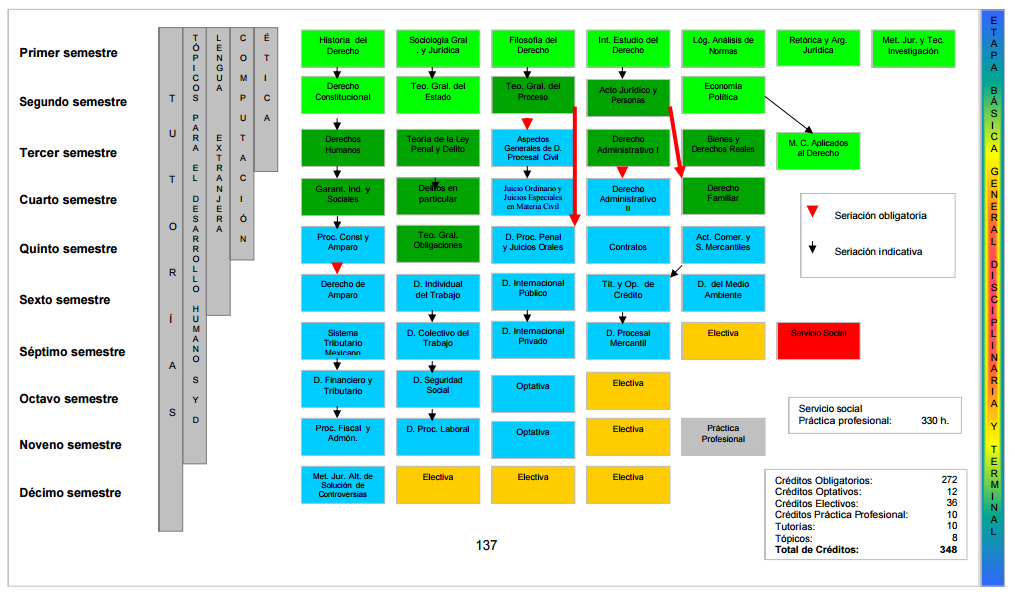 Primer semestre
Segundo semestre
Tercer semestre
Cuarto semestre
Quinto semestre
Sexto semestre
Séptimo semestre
Octavo semestre
Noveno semestre
Décimo semestre
TUTORÍAS
TÓPICOS PARA EL DESARROLLO HUMANO S Y D
LENGUA EXTRANJERA
COMPUTACIÓN
ÉTICA
Historia del
Derecho
Sociología Gral
. y Jurídica
Filosofía del
Derecho
Int. Estudio del
Derecho
Lóg. Análisis de
Normas
Retórica y Arg.
Jurídica
Met. Jur. y Tec.
Investigación
Derecho
Constitucional
Teo. Gral. del
Estado
Teo. Gral. del
Proceso
Acto Jurídico y
Personas
Economía
Política
Derechos
Humanos
Teoría de la Ley
Penal y Delito
Aspectos
Generales de D.
Procesal Civil
Derecho
Administrativo I
Bienes y
Derechos Reales
M. C. Aplicados
al Derecho
Garant. Ind. y
Sociales
Delitos en
particular
Juicio Ordinario y
Juicios Especiales
en Materia Civil
Derecho
Administrativo
II
Derecho
Familiar
Proc. Const y
Amparo
Teo. Gral.
Obligaciones
D. Proc. Penal
y Juicios Orales
Contratos
Act. Comer. y
S. Mercantiles
Derecho de
Amparo
D. Individual
del Trabajo
D. Internacional
Público
Tit. y Op. de
Crédito
D. del Medio
Ambiente
Sistema
Tributario
Mexicano
D. Colectivo del
Trabajo
D. Internacional
Privado
D. Procesal
Mercantil
Electiva
Servicio Social
D. Financiero y
Tributario
D. Seguridad
Social
Optativa
Electiva
Proc. Fiscal y
Admón.
D. Proc. Laboral
Optativa
Electiva
Práctica
Profesional
Met. Jur. Alt. de
Solución de
Controversias
Electiva
Electiva
Electiva
Seriación obligatoria
Seriación indicativa
Servicio social
Práctica profesional: 330 h.
Créditos Obligatorios: 272
Créditos Optativos: 12
Créditos Electivos: 36
Créditos Práctica Profesional: 10
Tutorías: 10
Tópicos: 8
Total de Créditos: 348
137
ETAPA BÁSICA GENERAL DISCIPLINARIA Y TERMINAL